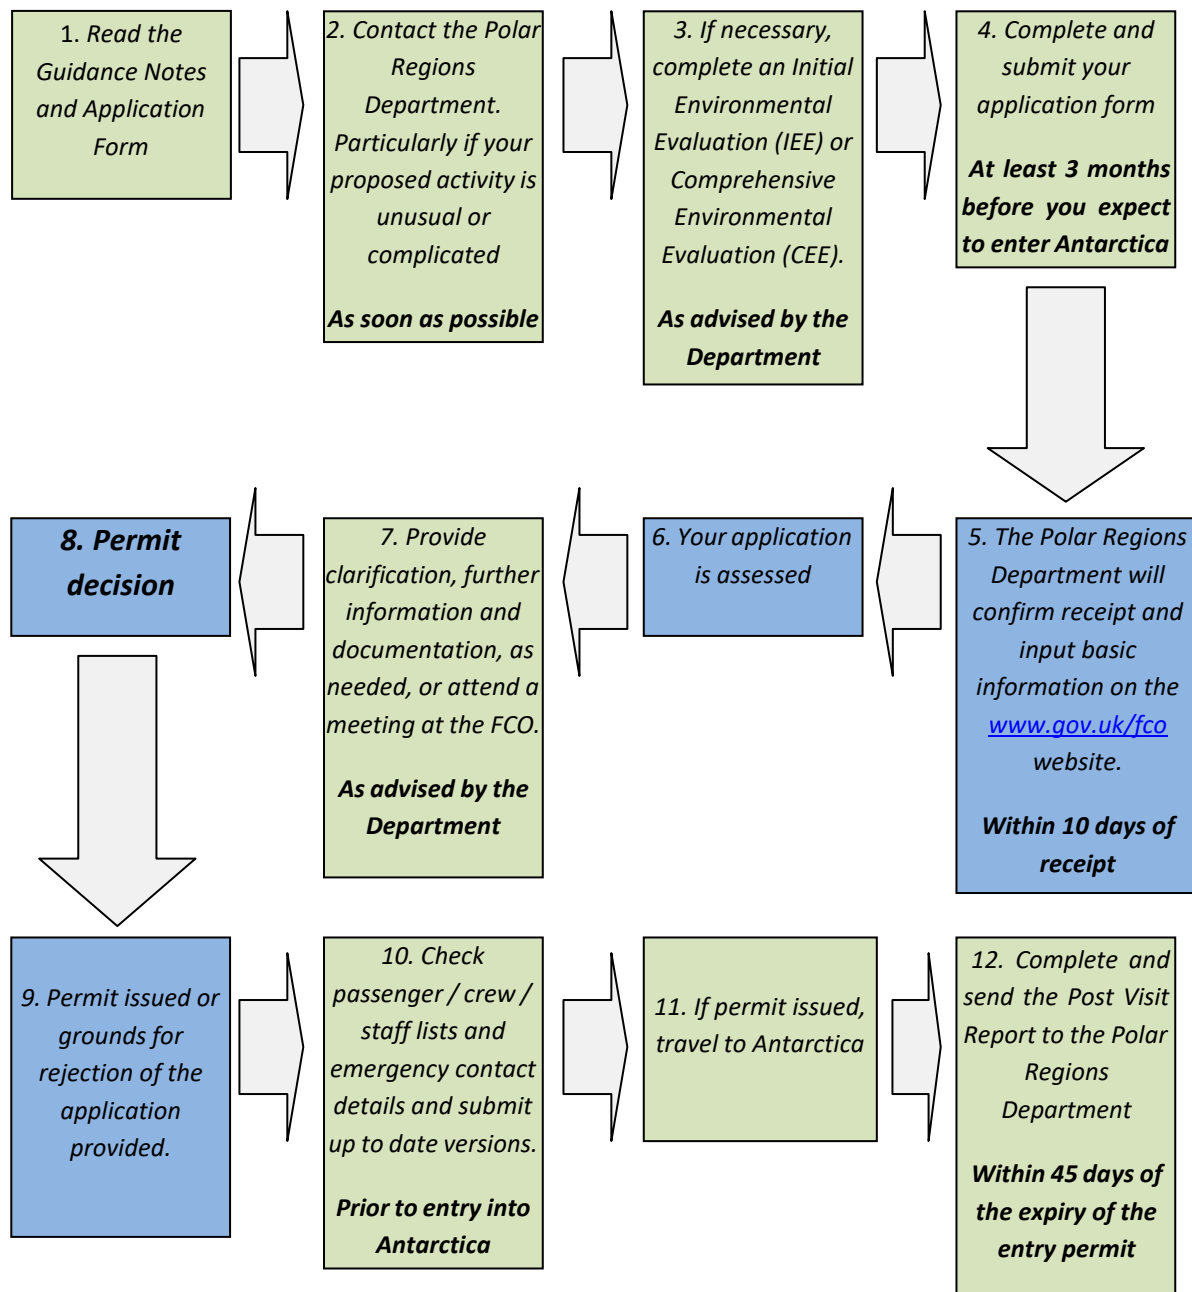 1. Read the
Guidance Notes
and Application
Form
2. Contact the Polar
Regions
Department.
Particularly if your
proposed activity is
unusual or
complicated
As soon as possible
3. If necessary,
complete an Initial
Environmental
Evaluation (IEE) or
Comprehensive
Environmental
Evaluation (CEE).
As advised by the
Department
4. Complete and
submit your
application form
At least 3 months
before you expect
to enter Antarctica
5. The Polar Regions
Department will
confirm receipt and
input basic
information on the
www.gov.uk/fco
website.
Within 10 days of
receipt
6. Your application
is assessed
7. Provide
clarification, further
information and
documentation, as
needed, or attend a
meeting at the FCO.
As advised by the
Department
8. Permit
decision
9. Permit issued or
grounds for
rejection of the
application
provided.
10. Check
passenger / crew /
staff lists and
emergency contact
details and submit
up to date versions.
Prior to entry into
Antarctica
11. If permit issued,
travel to Antarctica
12. Complete and
send the Post Visit
Report to the Polar
Regions
Department
Within 45 days of
the expiry of the
entry permit